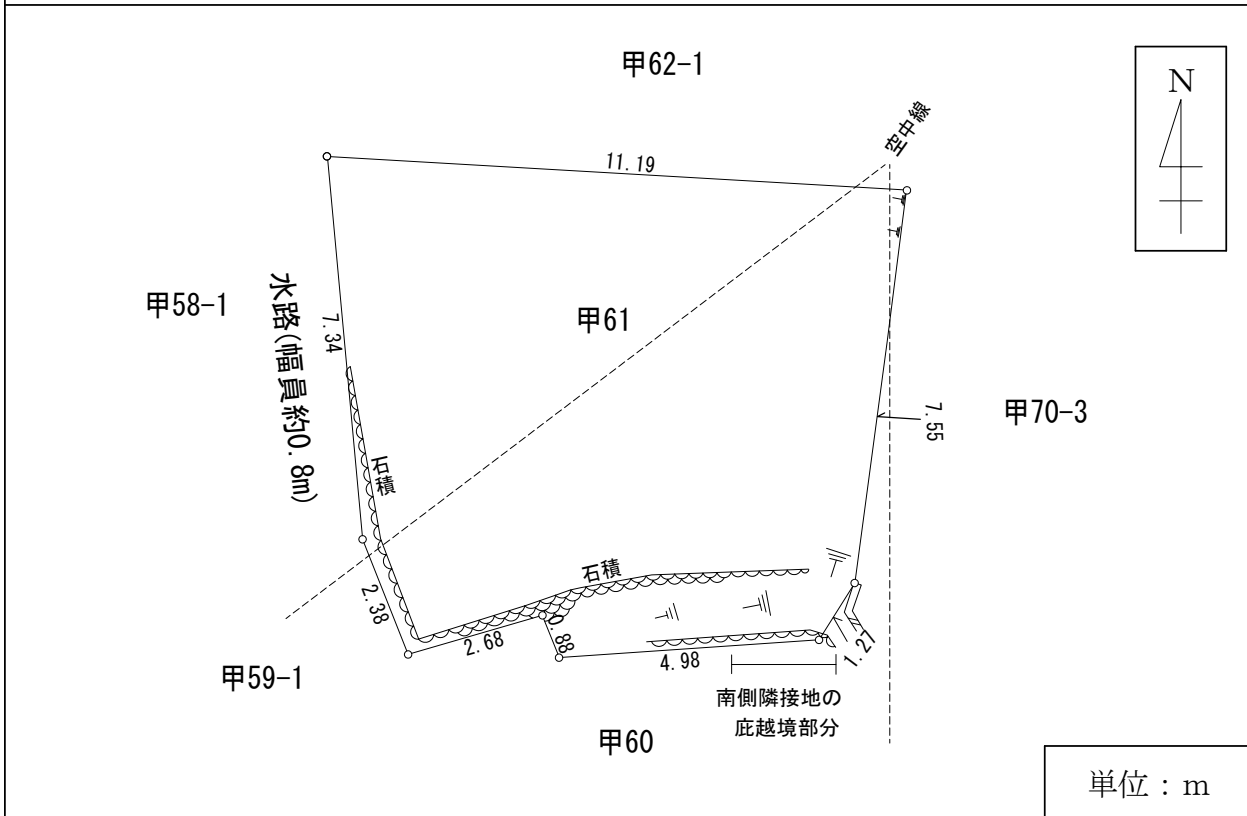 甲62-1
N
空中線
11.19
甲58-1
水路(幅員約0.8m)
7.34
甲61
甲70-3
7.55
石積
石積
2.38
2.68
0.88
4.98
1.27
甲59-1
南側隣接地の
庇越境部分
甲60
単位：m